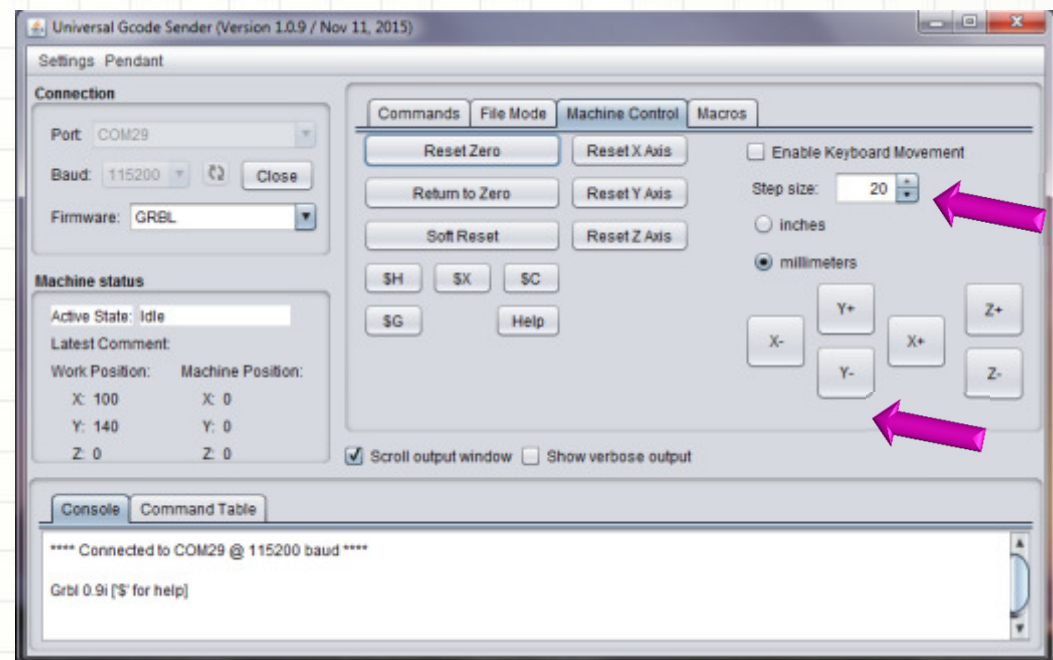 Universal Gcode Sender (Version 1.0.9 / Nov 11, 2015)
Settings Pendant
Connection
Port: COM29
Baud: 115200 Close
Firmware: GRBL
Machine status
Active State: Idle
Latest Comment:
Work Position: Machine Position:
X: 100 X: 0
Y: 140 Y: 0
Z: 0 Z: 0
Commands File Mode Machine Control Macros
Reset Zero Reset X Axis
Return to Zero Reset Y Axis
Soft Reset Reset Z Axis
$H $X $C
$G Help
Enable Keyboard Movement
Step size: 20
inches
millimeters
Y+ Z+
X- X+
Y- Z-
Scroll output window Show verbose output
Console Command Table
**** Connected to COM29 @ 115200 baud ****
Grbl 0.9i ['$' for help]